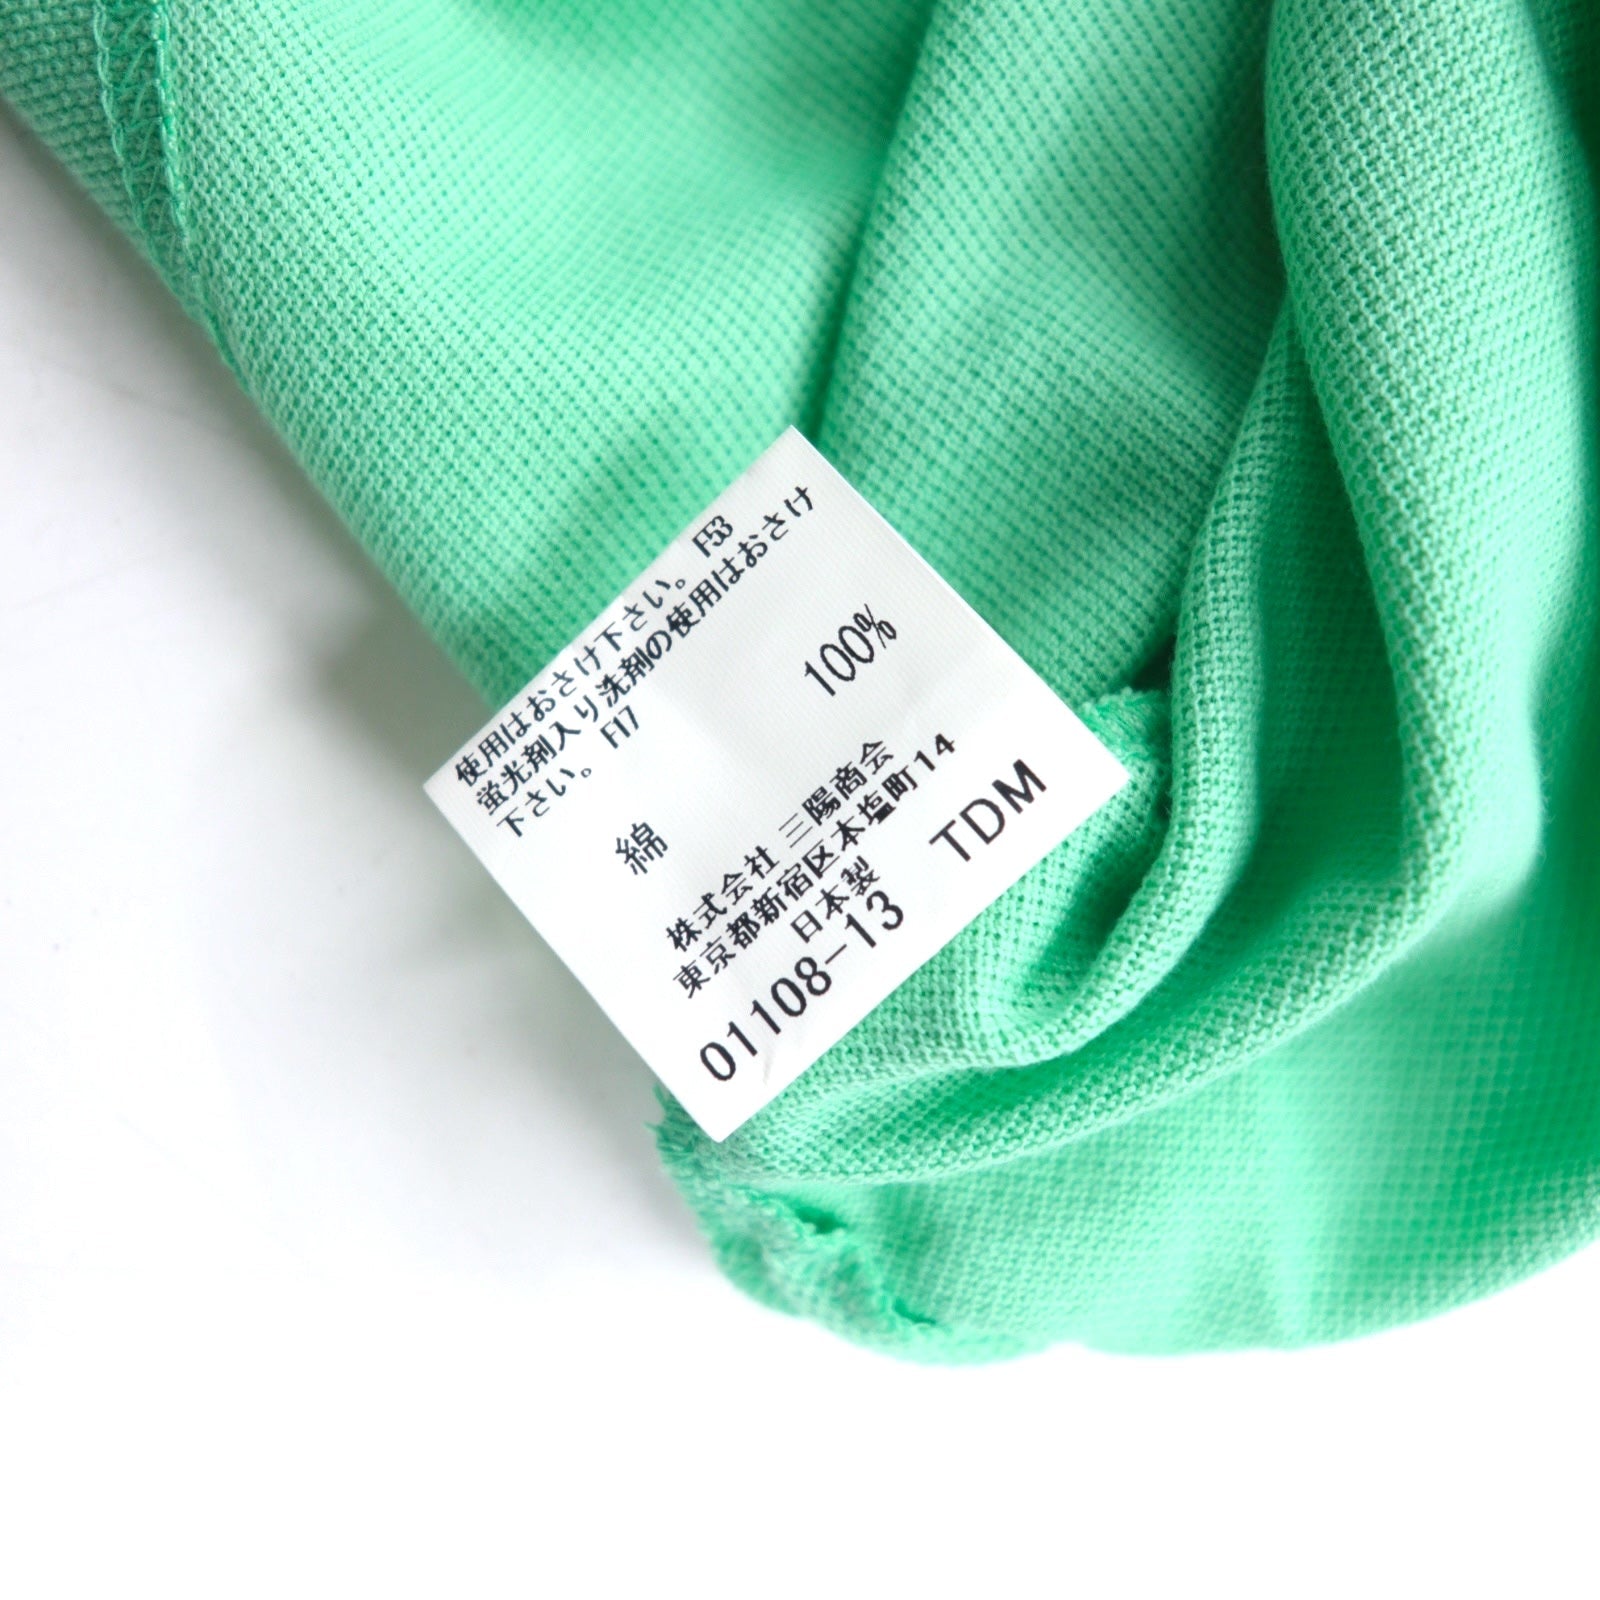 使用はおさけ下さい。 F53
蛍光剤入り洗剤の使用はおさけ
下さい。 F17
綿 100%
株式会社 三陽商会
東京都新宿区本塩町14
日本製
01108-13 TDM